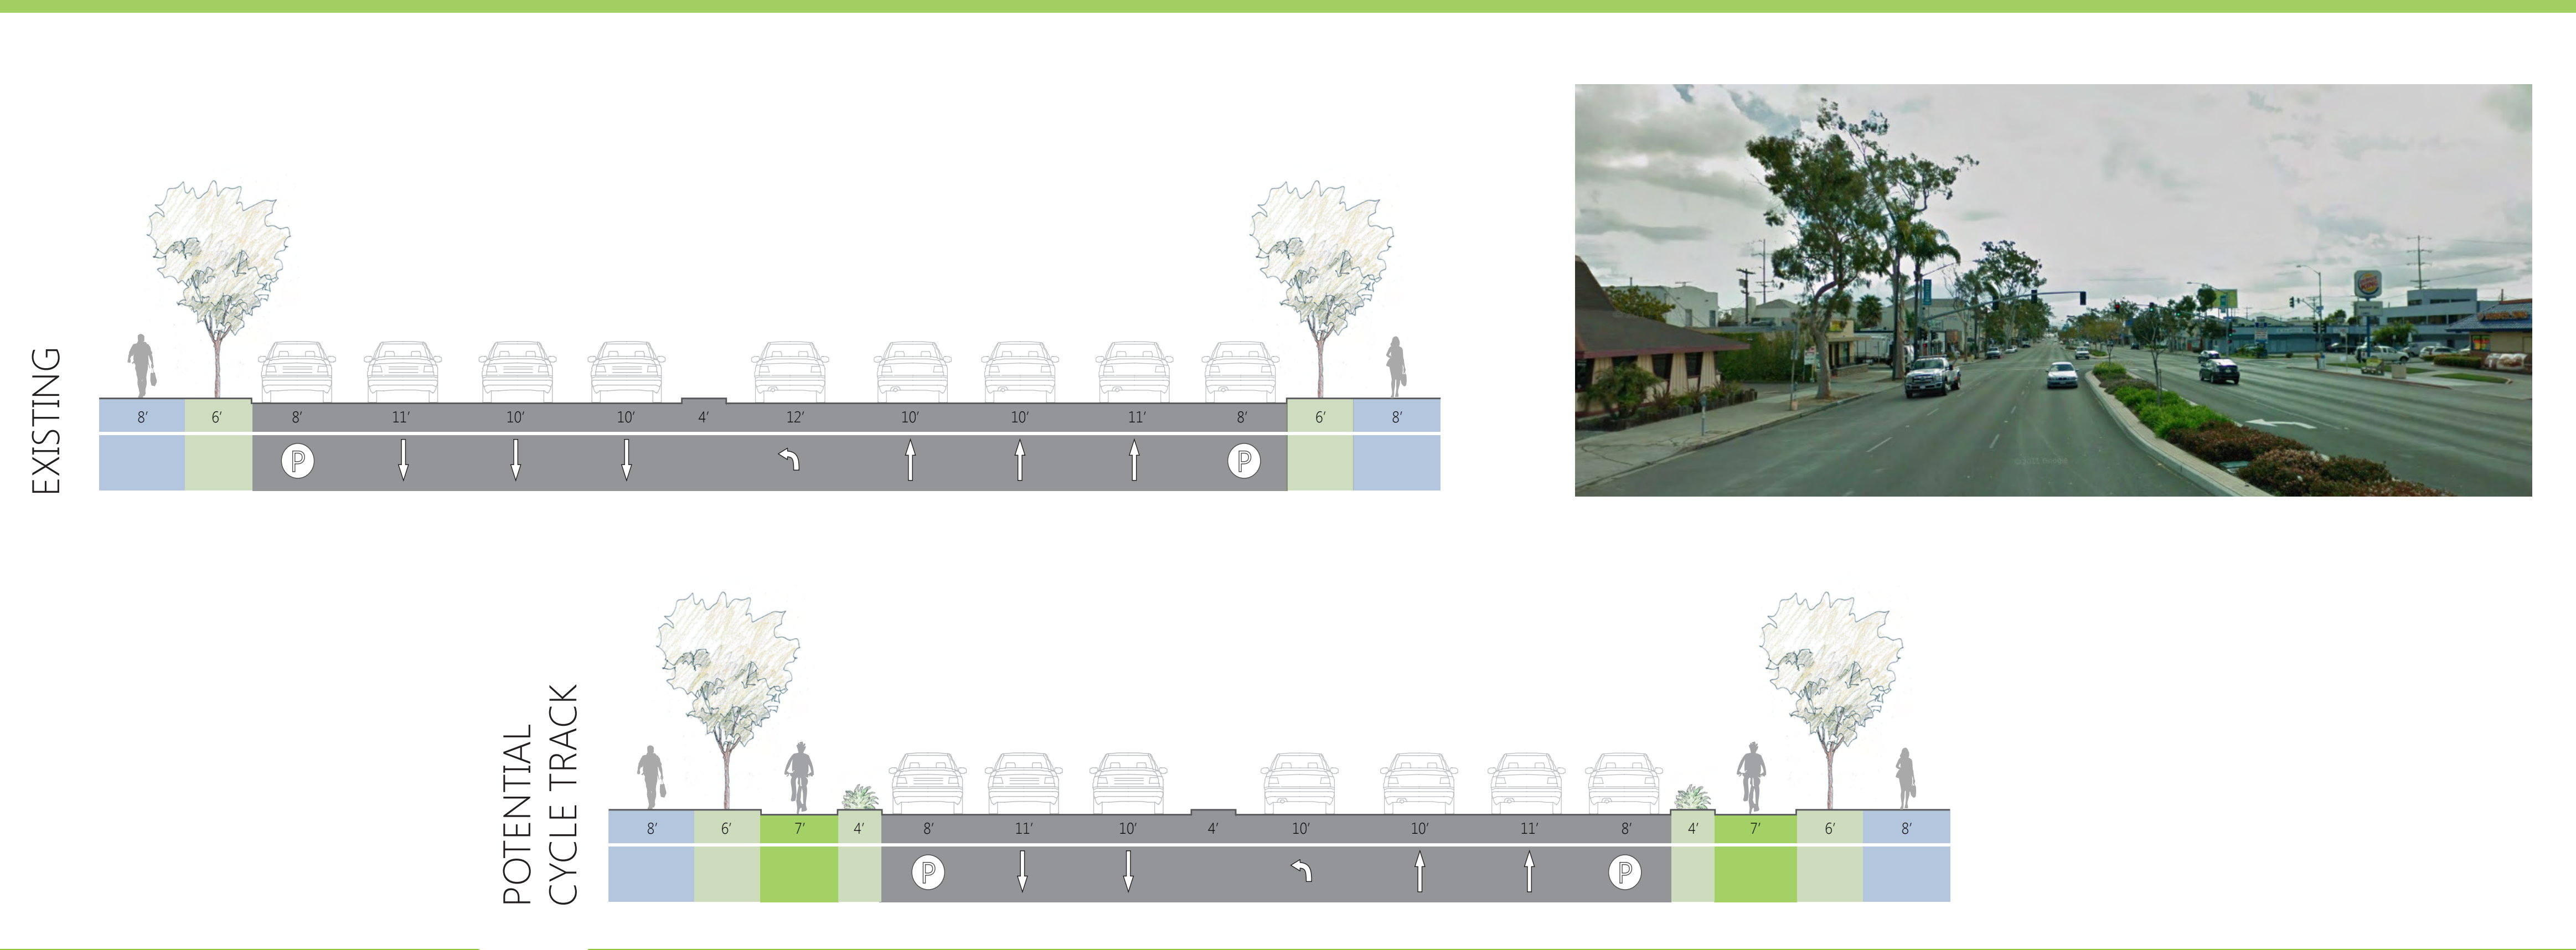 EXISTING
8' 6' 8' 11' 10' 10' 4' 12' 10' 10' 11' 8' 6' 8'
P P
POTENTIAL
CYCLE TRACK
8' 6' 7' 4' 8' 11' 10' 4' 10' 10' 11' 8' 4' 7' 6' 8'
P P